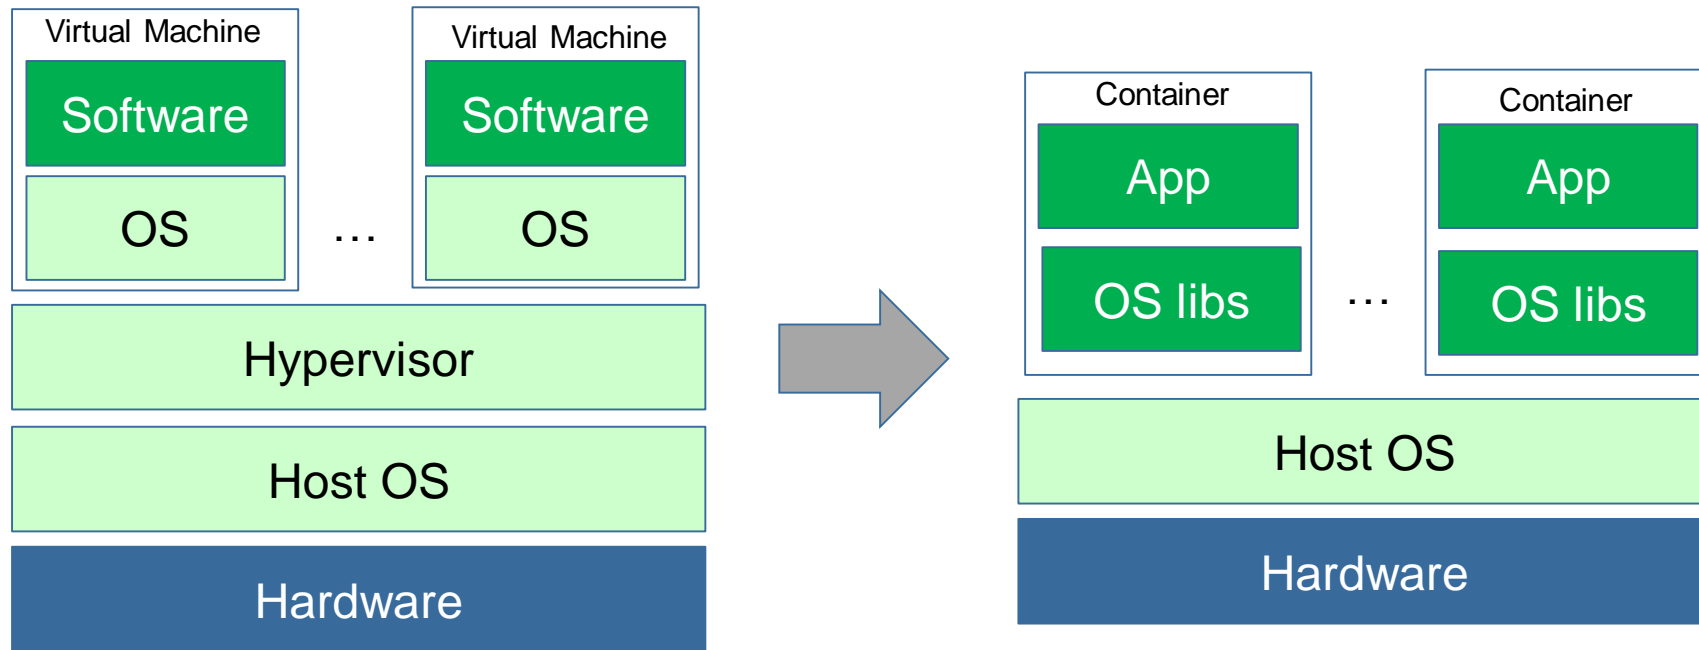 Virtual Machine
Software
OS
…
Virtual Machine
Software
OS
Hypervisor
Host OS
Hardware
Container
App
OS libs
…
Container
App
OS libs
Host OS
Hardware